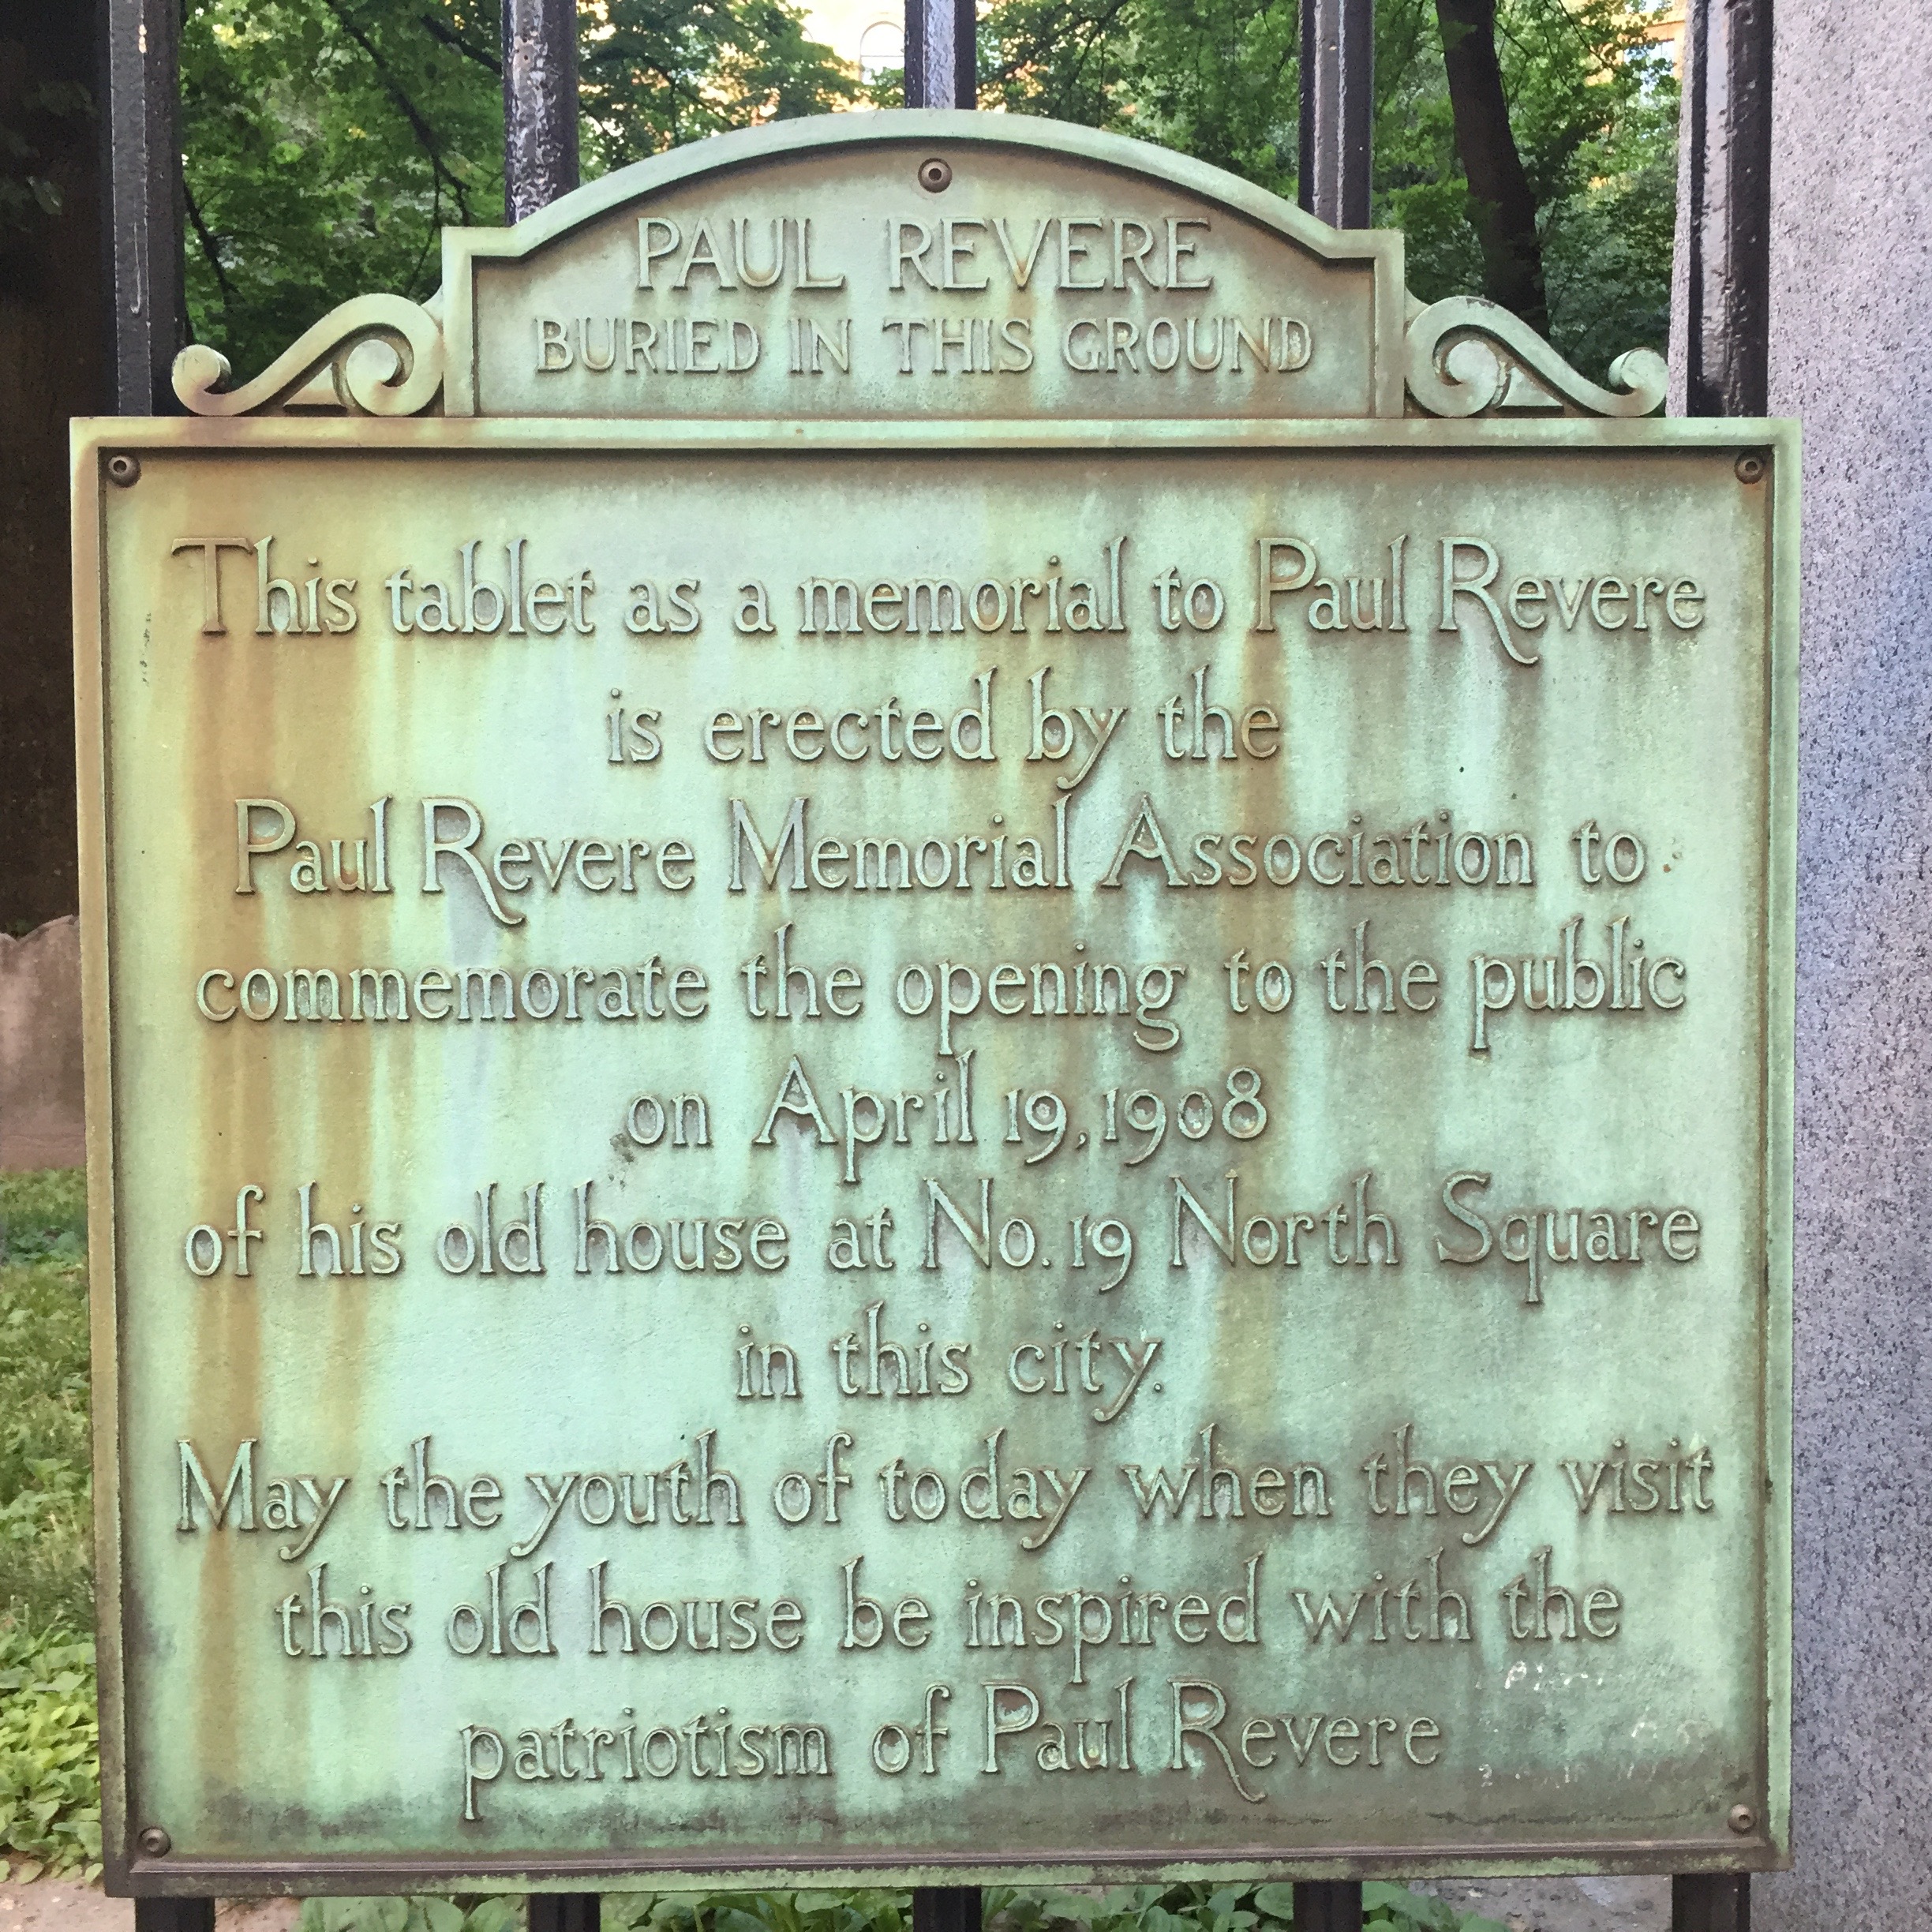 PAUL REVERE
BURIED IN THIS GROUND
This tablet as a memorial to Paul Revere
is erected by the
Paul Revere Memorial Association to
commemorate the opening to the public
on April 19, 1908
of his old house at No. 19 North Square
in this city.
May the youth of today when they visit
this old house be inspired with the
patriotism of Paul Revere